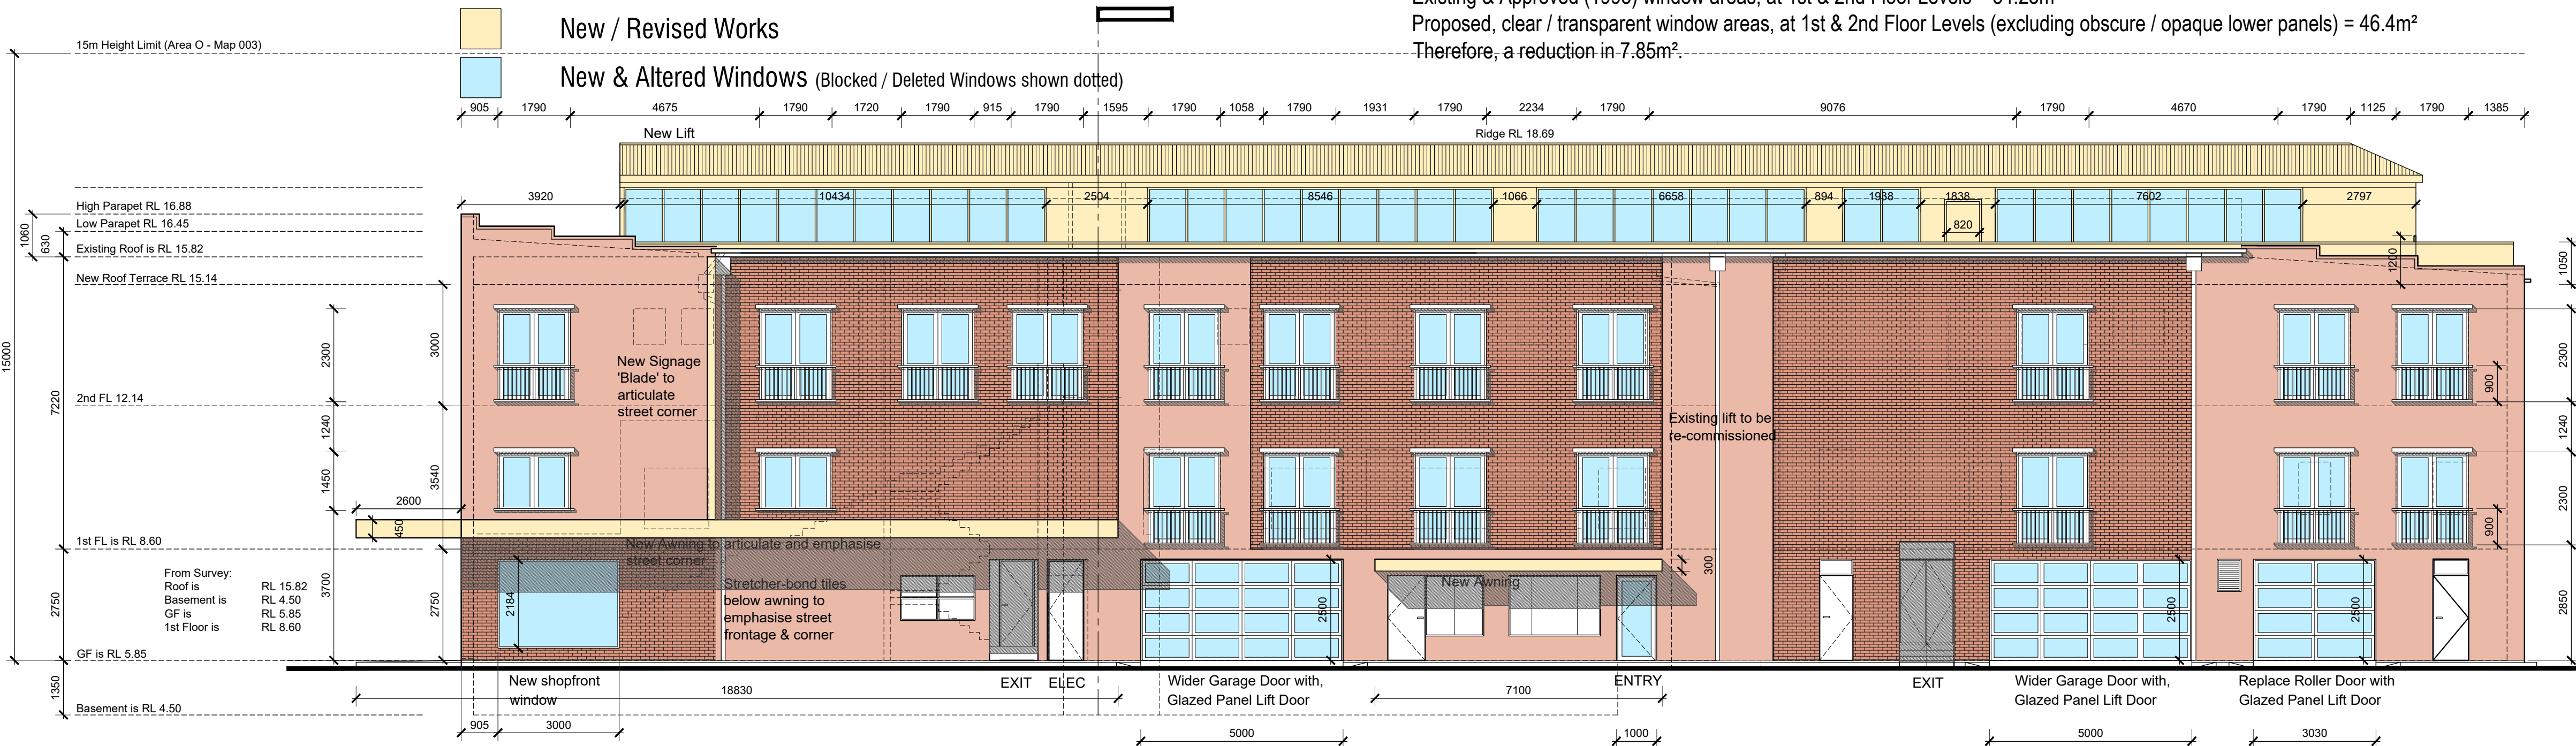 Existing & Approved (1996) window areas, at 1st & 2nd Floor Levels = 54.25m²
New / Revised Works
Proposed, clear / transparent window areas, at 1st & 2nd Floor Levels (excluding obscure / opaque lower panels) = 46.4m²
15m Height Limit (Area O - Map 003)
Therefore, a reduction in 7.85m².
New & Altered Windows (Blocked / Deleted Windows shown dotted)
905 1790 4675 1790 1720 1790 915 1790 1595 1790 1058 1790 1931 1790 2234 1790 9076 1790 4670 1790 1125 1790 1385
New Lift
Ridge RL 18.69
3920 10434 2504 8546 1066 6658 894 1938 1838 7602 2797
820
High Parapet RL 16.88
Low Parapet RL 16.45
Existing Roof is RL 15.82
New Roof Terrace RL 15.14
1060
630
1200
1050
15000
7220
2300
3000
New Signage
'Blade' to
articulate
street corner
2nd FL 12.14
1240
1450
3540
Existing lift to be
re-commissioned
900
2300
1240
2600
450
1st FL is RL 8.60
New Awning to articulate and emphasise
street corner
900
2300
From Survey:
Roof is RL 15.82
Basement is RL 4.50
GF is RL 5.85
1st Floor is RL 8.60
2750
3700
2750
2184
Stretcher-bond tiles
below awning to
emphasise street
frontage & corner
2500
New Awning
300
2500
2500
2850
GF is RL 5.85
1350
Basement is RL 4.50
New shopfront
window
18830
EXIT
ELEC
Wider Garage Door with,
Glazed Panel Lift Door
7100
ENTRY
EXIT
Wider Garage Door with,
Glazed Panel Lift Door
Replace Roller Door with
Glazed Panel Lift Door
905 3000 5000 1000 5000 3030